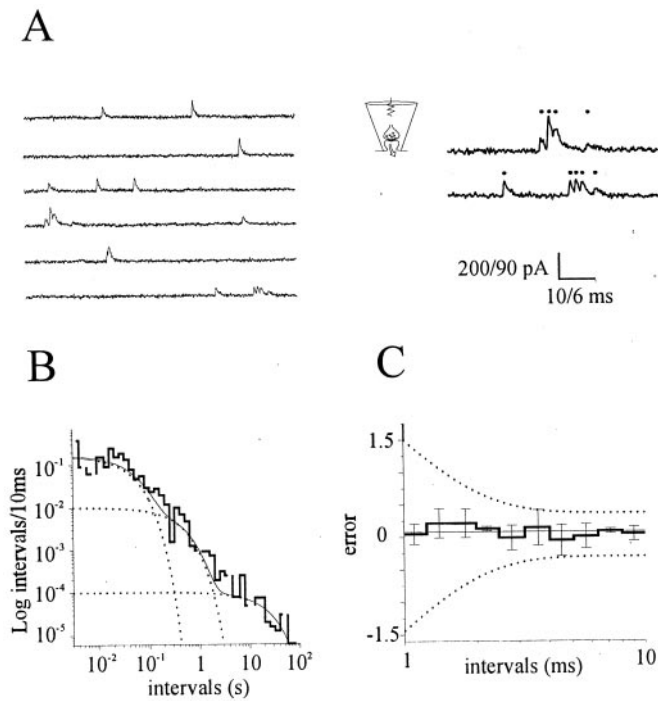 A
200/90 pA
10/6 ms
B
C
Log intervals/10ms
10⁻¹
10⁻²
10⁻³
10⁻⁴
10⁻⁵
10⁻² 10⁻¹ 1 10 10²
intervals (s)
error
1.5
0
-1.5
1 10
intervals (ms)